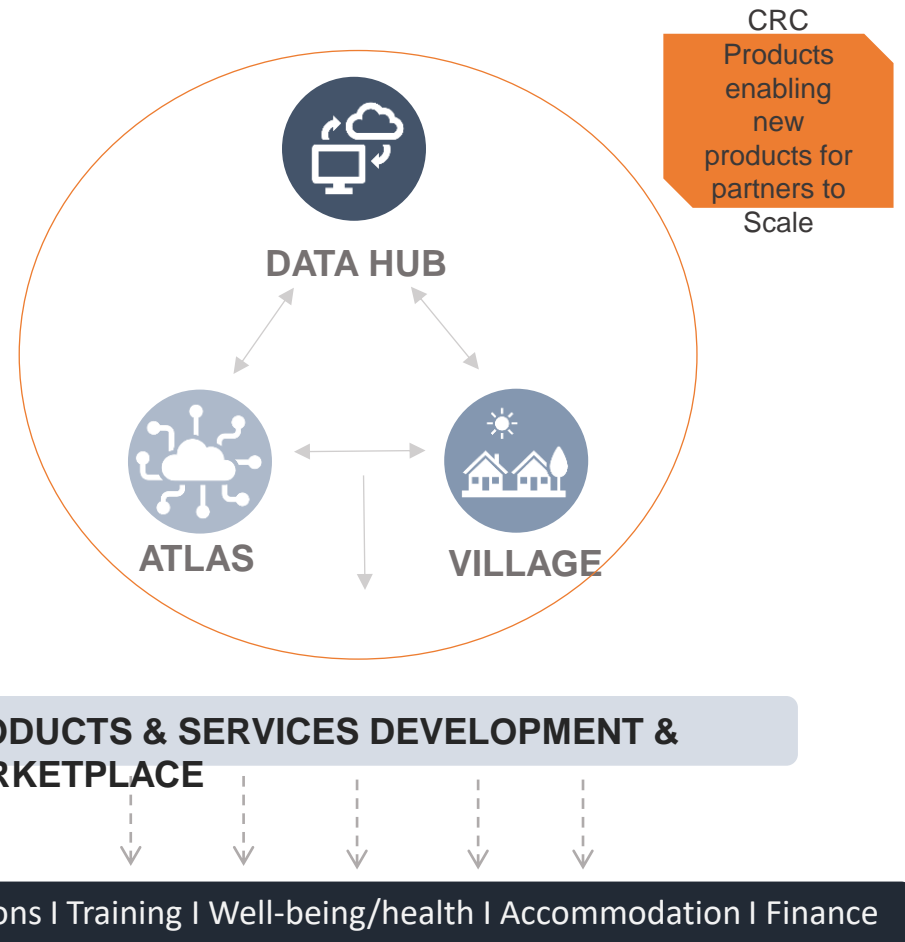 CRC
Products
enabling
new
products for
partners to
Scale
DATA HUB
ATLAS
VILLAGE
ODUCTS & SERVICES DEVELOPMENT &
RKETPLACE
ons I Training I Well-being/health I Accommodation I Finance